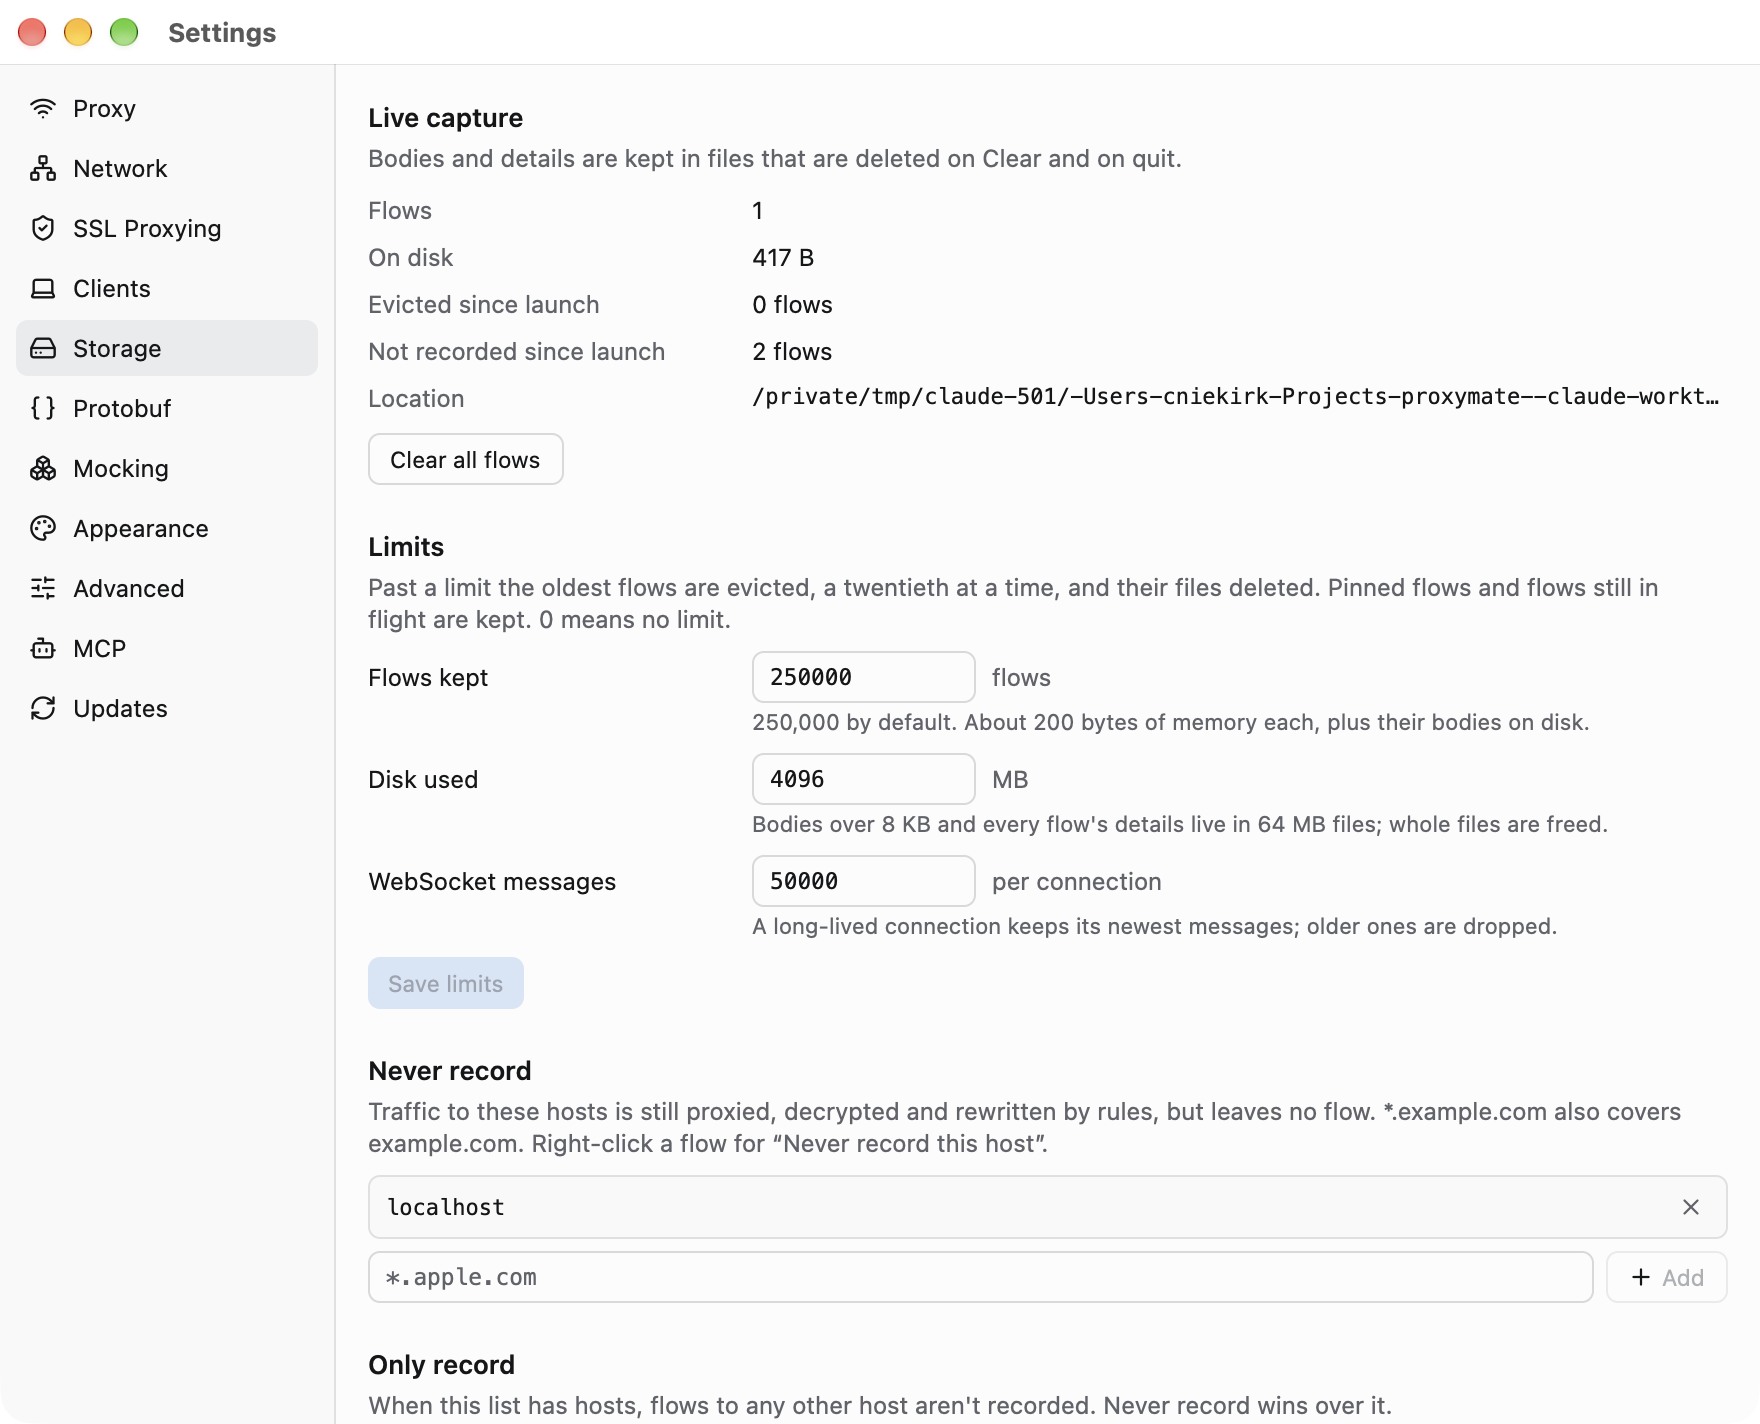 Settings
Proxy
Network
SSL Proxying
Clients
Storage
Protobuf
Mocking
Appearance
Advanced
MCP
Updates
Live capture
Bodies and details are kept in files that are deleted on Clear and on quit.
Flows 1
On disk 417 B
Evicted since launch 0 flows
Not recorded since launch 2 flows
Location /private/tmp/claude-501/-Users-cniekirk-Projects-proxymate--claude-workt…
Clear all flows
Limits
Past a limit the oldest flows are evicted, a twentieth at a time, and their files deleted. Pinned flows and flows still in
flight are kept. 0 means no limit.
Flows kept 250000 flows
250,000 by default. About 200 bytes of memory each, plus their bodies on disk.
Disk used 4096 MB
Bodies over 8 KB and every flow's details live in 64 MB files; whole files are freed.
WebSocket messages 50000 per connection
A long-lived connection keeps its newest messages; older ones are dropped.
Save limits
Never record
Traffic to these hosts is still proxied, decrypted and rewritten by rules, but leaves no flow. *.example.com also covers
example.com. Right-click a flow for “Never record this host”.
localhost
*.apple.com Add
Only record
When this list has hosts, flows to any other host aren't recorded. Never record wins over it.